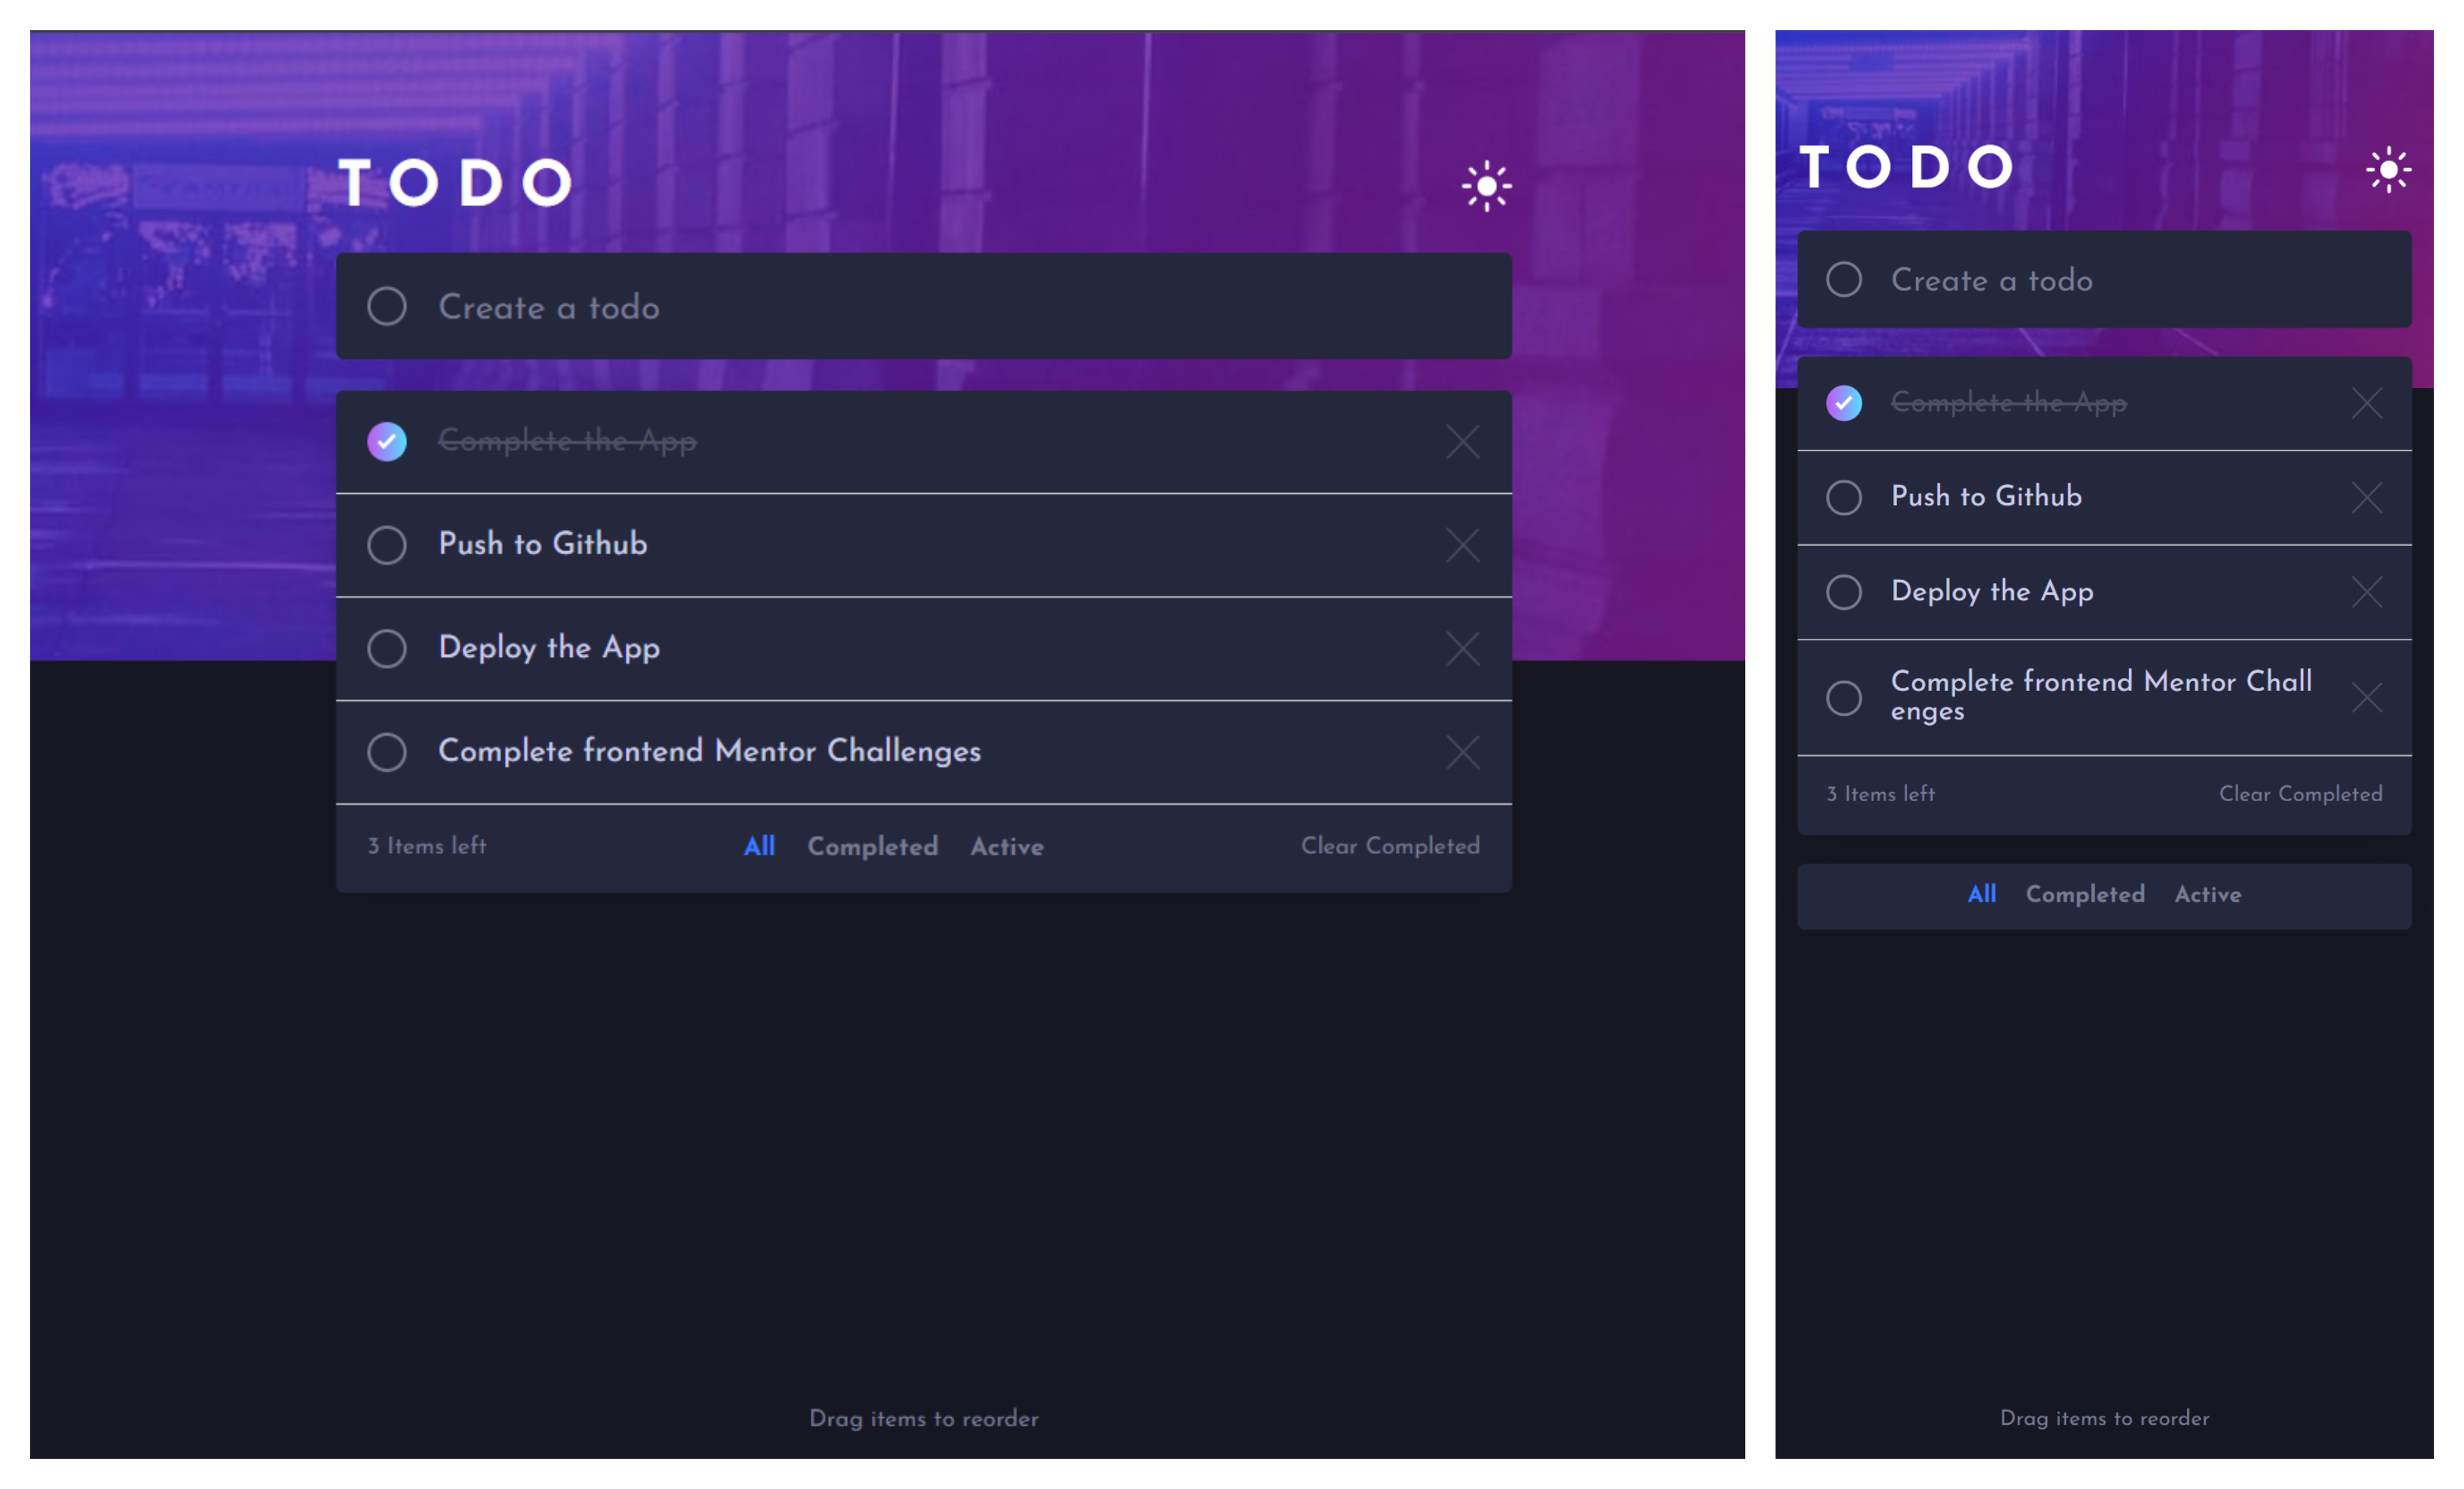 TODO
Create a todo
Complete the App
Push to Github
Deploy the App
Complete frontend Mentor Challenges
3 Items left
All Completed Active
Clear Completed
Drag items to reorder
TODO
Create a todo
Complete the App
Push to Github
Deploy the App
Complete frontend Mentor Chall
enges
3 Items left
Clear Completed
All Completed Active
Drag items to reorder